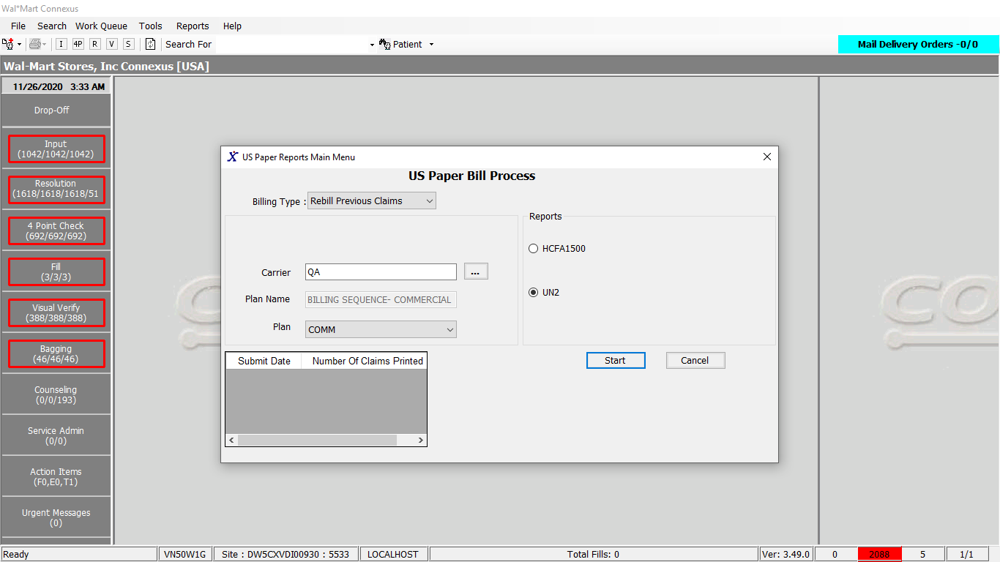 Wal*Mart Connexus
File Search Work Queue Tools Reports Help
I 4P R V S Search For Patient Mail Delivery Orders -0/0
Wal-Mart Stores, Inc Connexus [USA]
11/26/2020 3:33 AM
Drop-Off
Input
(1042/1042/1042)
Resolution
(1618/1618/1618/51
4 Point Check
(692/692/692)
Fill
(3/3/3)
Visual Verify
(388/388/388)
Bagging
(46/46/46)
Counseling
(0/0/193)
Service Admin
(0/0)
Action Items
(F0,E0,T1)
Urgent Messages
(0)
X US Paper Reports Main Menu
US Paper Bill Process
Billing Type : Rebill Previous Claims
Carrier QA ...
Plan Name BILLING SEQUENCE- COMMERCIAL
Plan COMM
Reports
HCFA1500
UN2
Submit Date Number Of Claims Printed
Start Cancel
CO
Ready VN50W1G Site : DW5CXVDI00930 : 5533 LOCALHOST Total Fills: 0 Ver: 3.49.0 0 2088 5 1/1